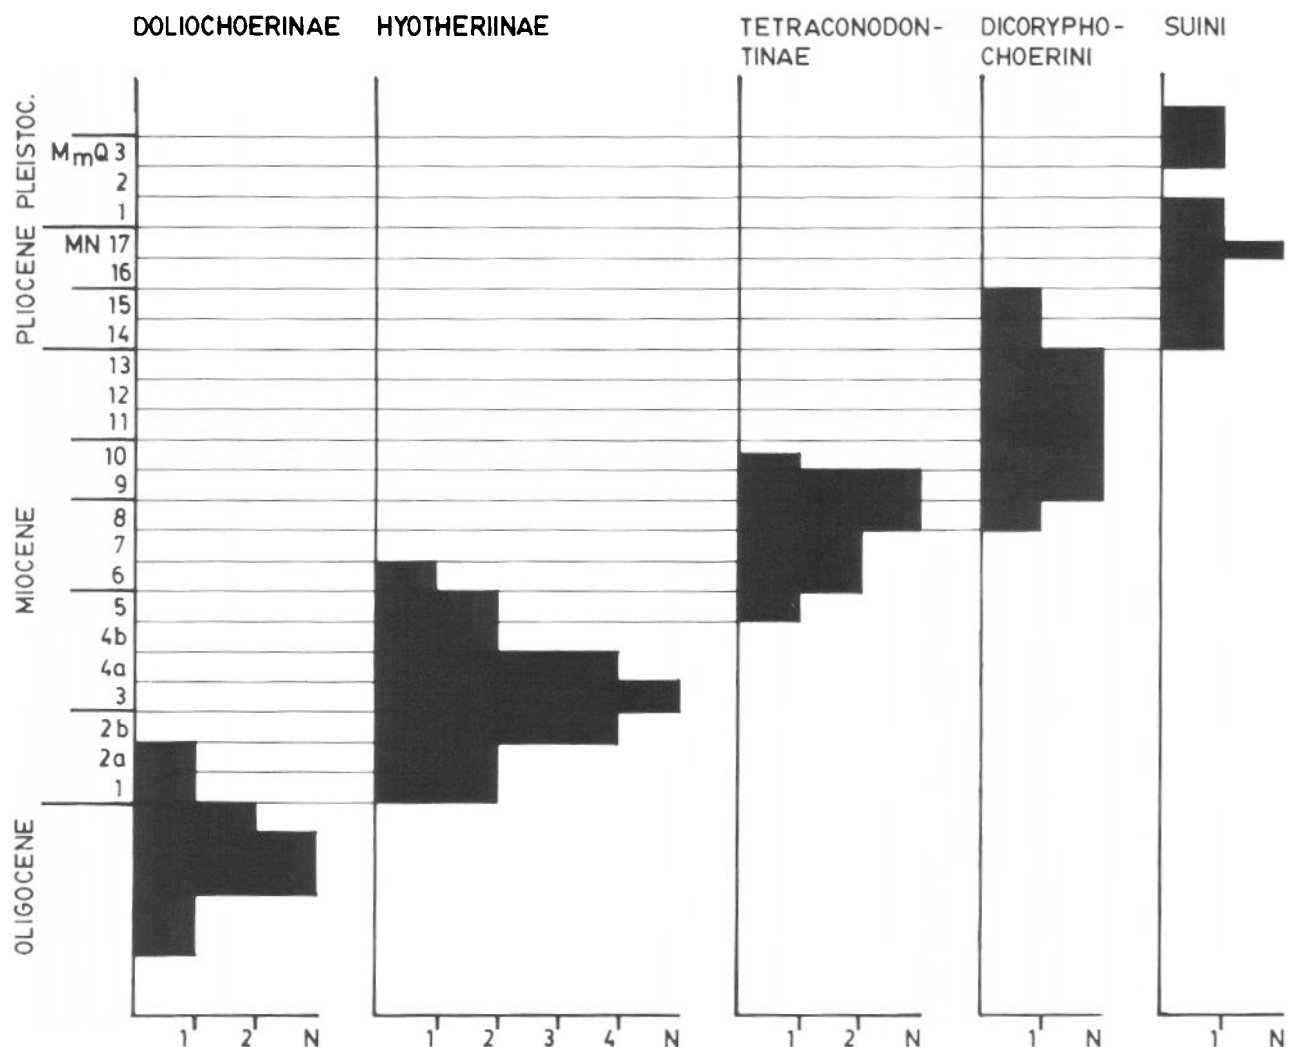 DOLIOCHOERINAE HYOTHERIINAE TETRACONODON- DICORYPHO- SUINI
TINAE CHOERINI
PLEISTOC.
MmQ 3
2
1
PLIOCENE
MN 17
16
15
14
MIOCENE
13
12
11
10
9
8
7
6
5
4b
4a
3
2b
2a
1
OLIGOCENE
1 2 N 1 2 3 4 N 1 2 N 1 N 1 N